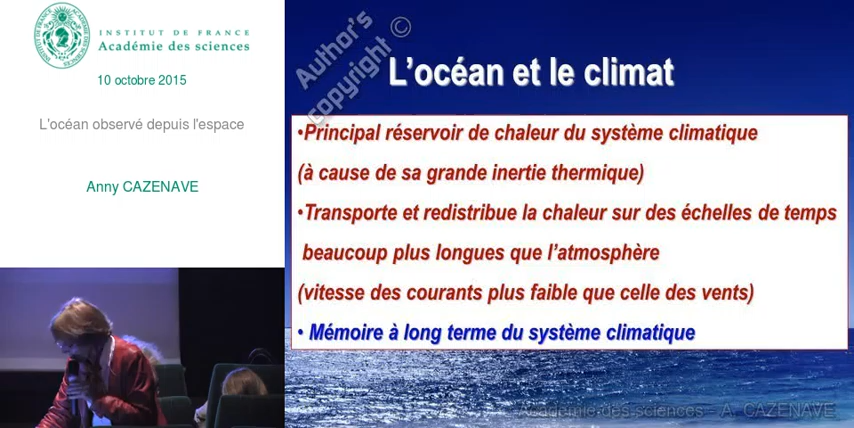 INSTITUT DE FRANCE
Académie des sciences
10 octobre 2015
L'océan observé depuis l'espace
Anny CAZENAVE
Author's
copyright ©
L'océan et le climat
•Principal réservoir de chaleur du système climatique
(à cause de sa grande inertie thermique)
•Transporte et redistribue la chaleur sur des échelles de temps
beaucoup plus longues que l'atmosphère
(vitesse des courants plus faible que celle des vents)
• Mémoire à long terme du système climatique
Académie des sciences - A. CAZENAVE